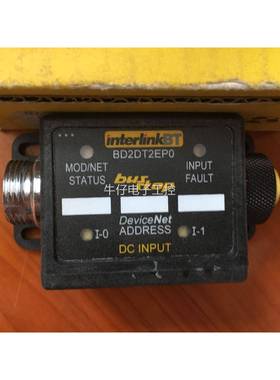 interlinkBT
BD2DT2EP0
MOD/NET
STATUS
INPUT
FAULT
bus stop
牛仔电子工控
DeviceNet
I-0
ADDRESS
I-1
DC INPUT